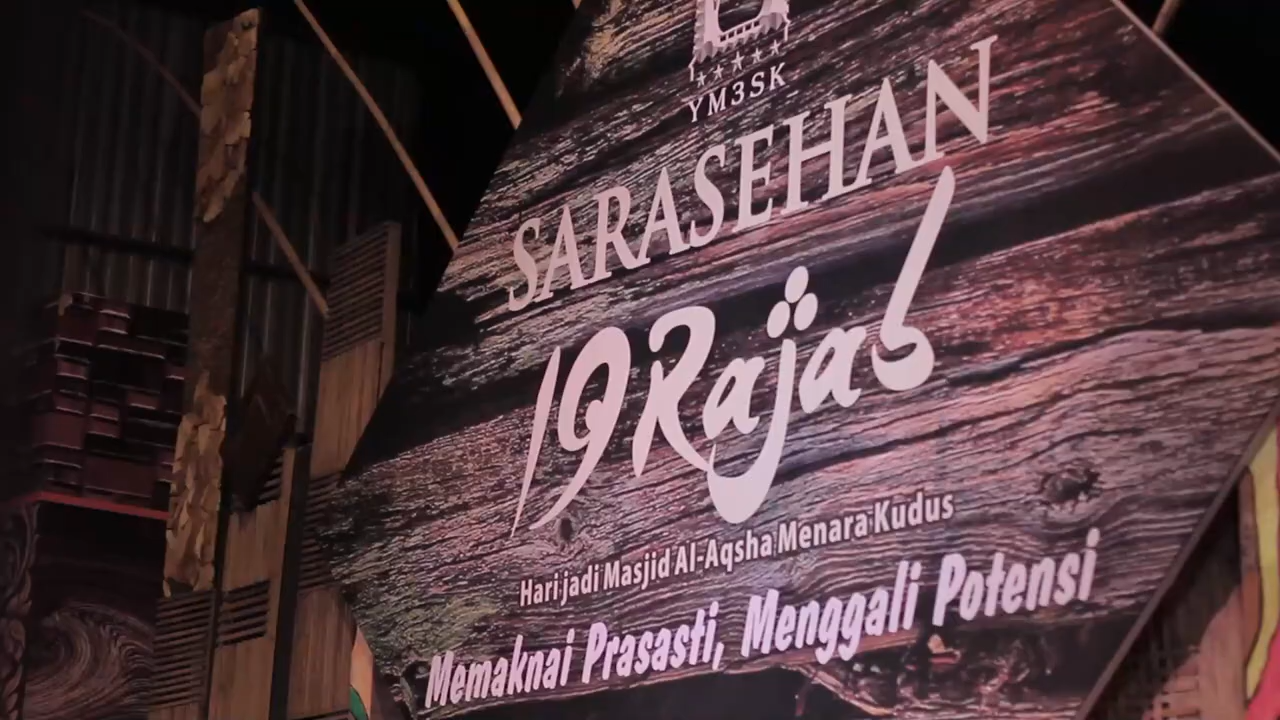 YM3SK
SARASEHAN
19 Rajab
Hari jadi Masjid Al-Aqsha Menara Kudus
Memaknai Prasasti, Menggali Potensi